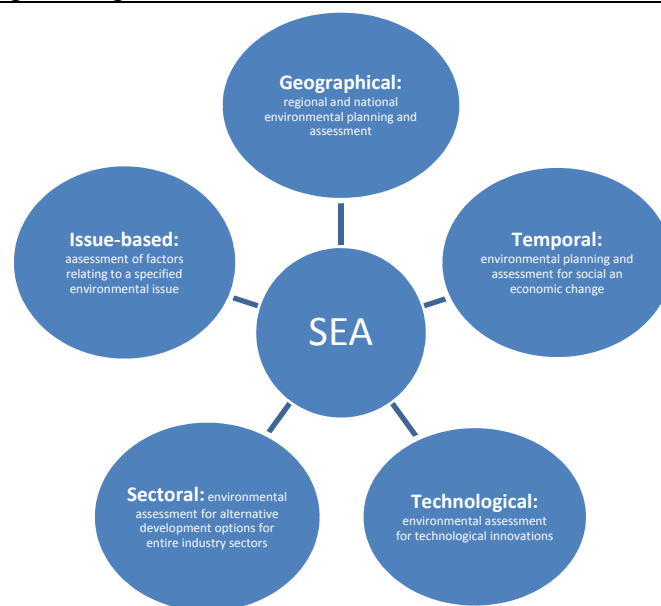 Geographical:
regional and national
environmental planning and
assessment
Issue-based:
aasessment of factors
relating to a specified
environmental issue
Temporal:
environmental planning and
assessment for social an
economic change
SEA
Sectoral: environmental
assessment for alternative
development options for
entire industry sectors
Technological:
environmental assessment
for technological innovations